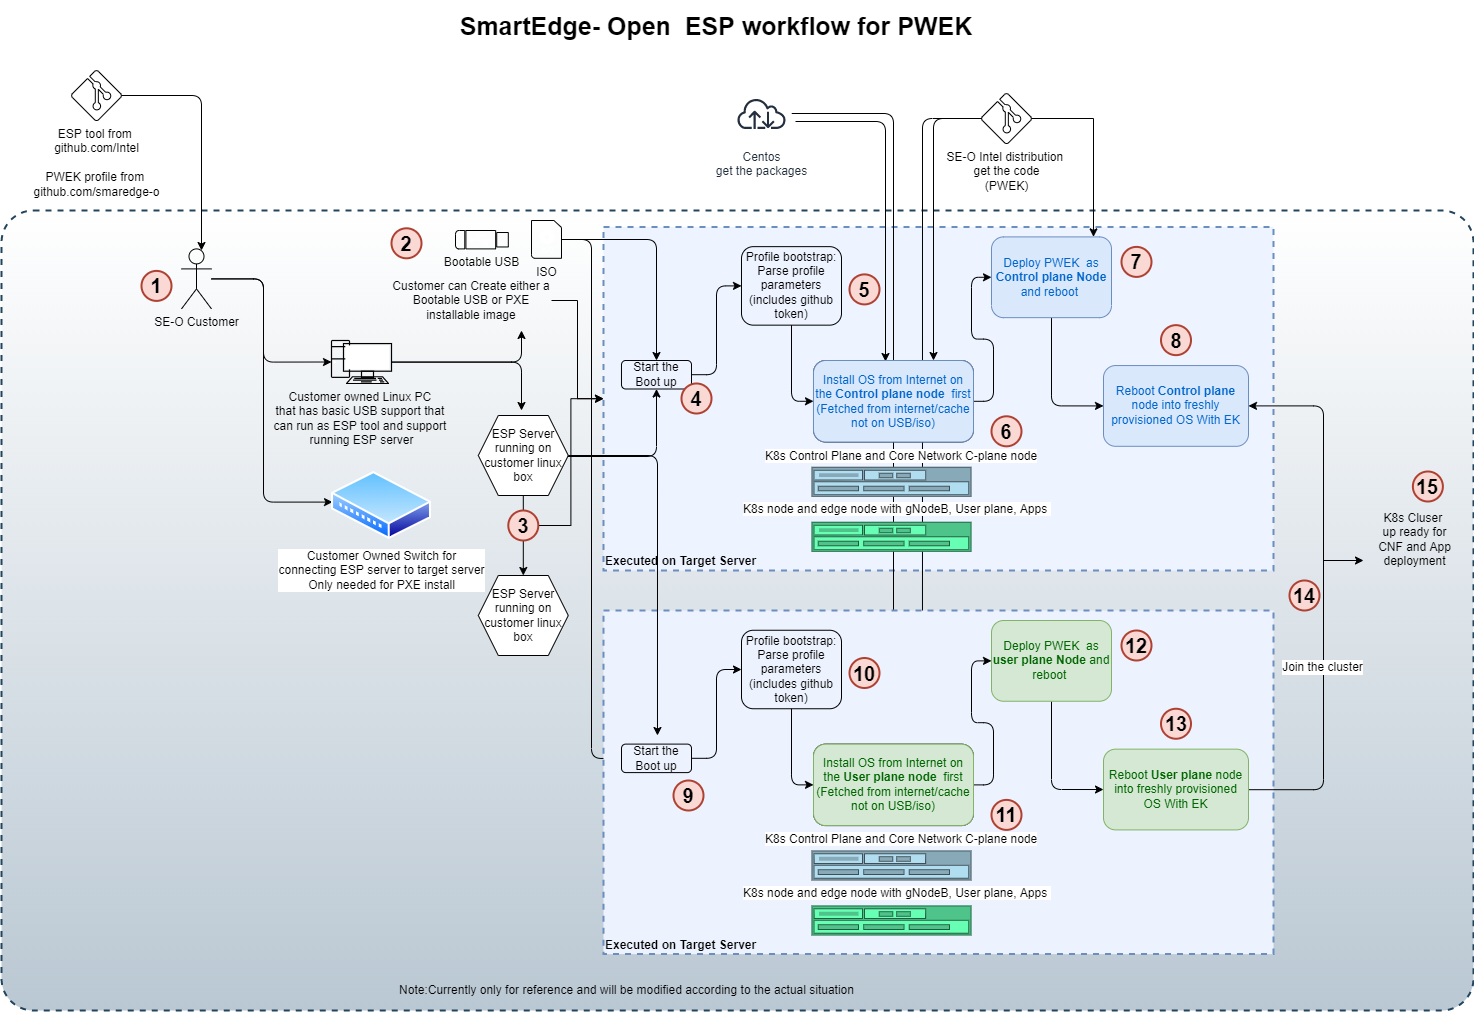 SmartEdge- Open  ESP workflow for PWEK
ESP tool from
github.com/Intel
PWEK profile from
github.com/smaredge-o
Centos
get the packages
SE-O Intel distribution
get the code
(PWEK)
1
SE-O Customer
2
Bootable USB
ISO
Customer can Create either a
Bootable USB or PXE
installable image
Customer owned Linux PC
that has basic USB support that
can run as ESP tool and support
running ESP server
ESP Server
running on
customer linux
box
3
Customer Owned Switch for
connecting ESP server to target server
Only needed for PXE install
ESP Server
running on
customer linux
box
Start the
Boot up
4
Profile bootstrap:
Parse profile
parameters
(includes github
token)
5
Install OS from Internet on
the Control plane node  first
(Fetched from internet/cache
not on USB/iso)
6
Deploy PWEK  as
Control plane Node
and reboot
7
8
Reboot Control plane
node into freshly
provisioned OS With EK
K8s Control Plane and Core Network C-plane node
K8s node and edge node with gNodeB, User plane, Apps
Executed on Target Server
Start the
Boot up
9
Profile bootstrap:
Parse profile
parameters
(includes github
token)
10
Install OS from Internet on
the User plane node  first
(Fetched from internet/cache
not on USB/iso)
11
Deploy PWEK  as
user plane Node and
reboot
12
13
Reboot User plane node
into freshly provisioned
OS With EK
K8s Control Plane and Core Network C-plane node
K8s node and edge node with gNodeB, User plane, Apps
Executed on Target Server
14
Join the cluster
15
K8s Cluser
up ready for
CNF and App
deployment
Note:Currently only for reference and will be modified according to the actual situation